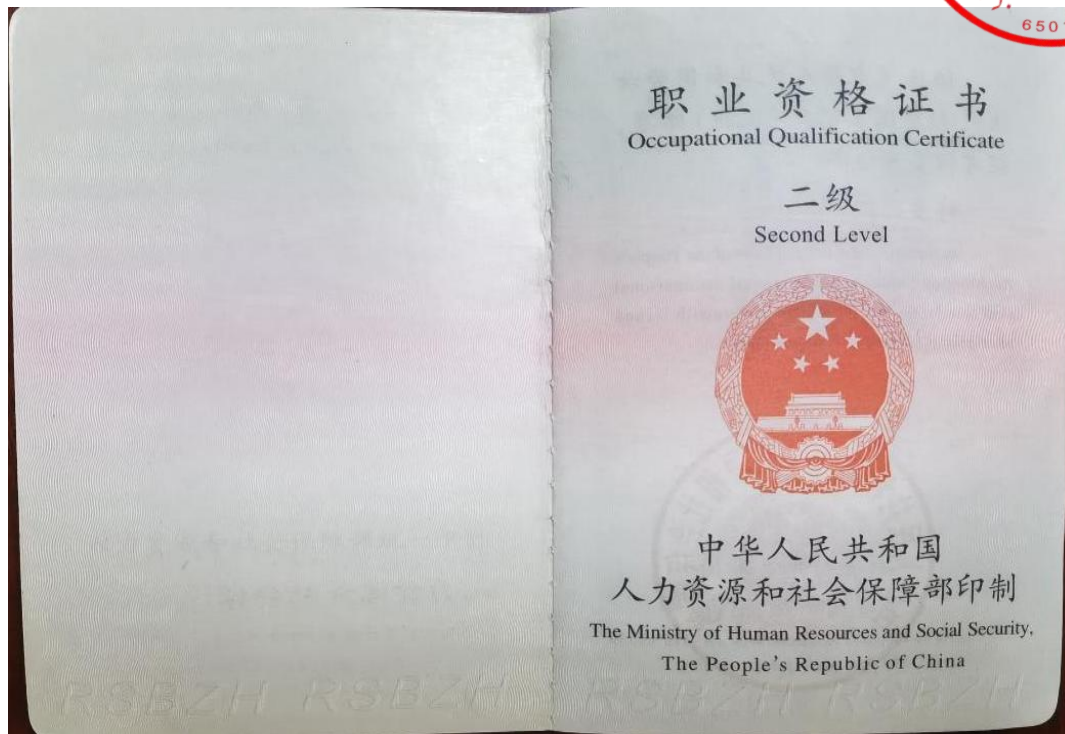 6501
职业资格证书
Occupational Qualification Certificate
二级
Second Level
中华人民共和国
人力资源和社会保障部印制
The Ministry of Human Resources and Social Security,
The People's Republic of China
RSBZH RSBZH RSBZH RSBZH